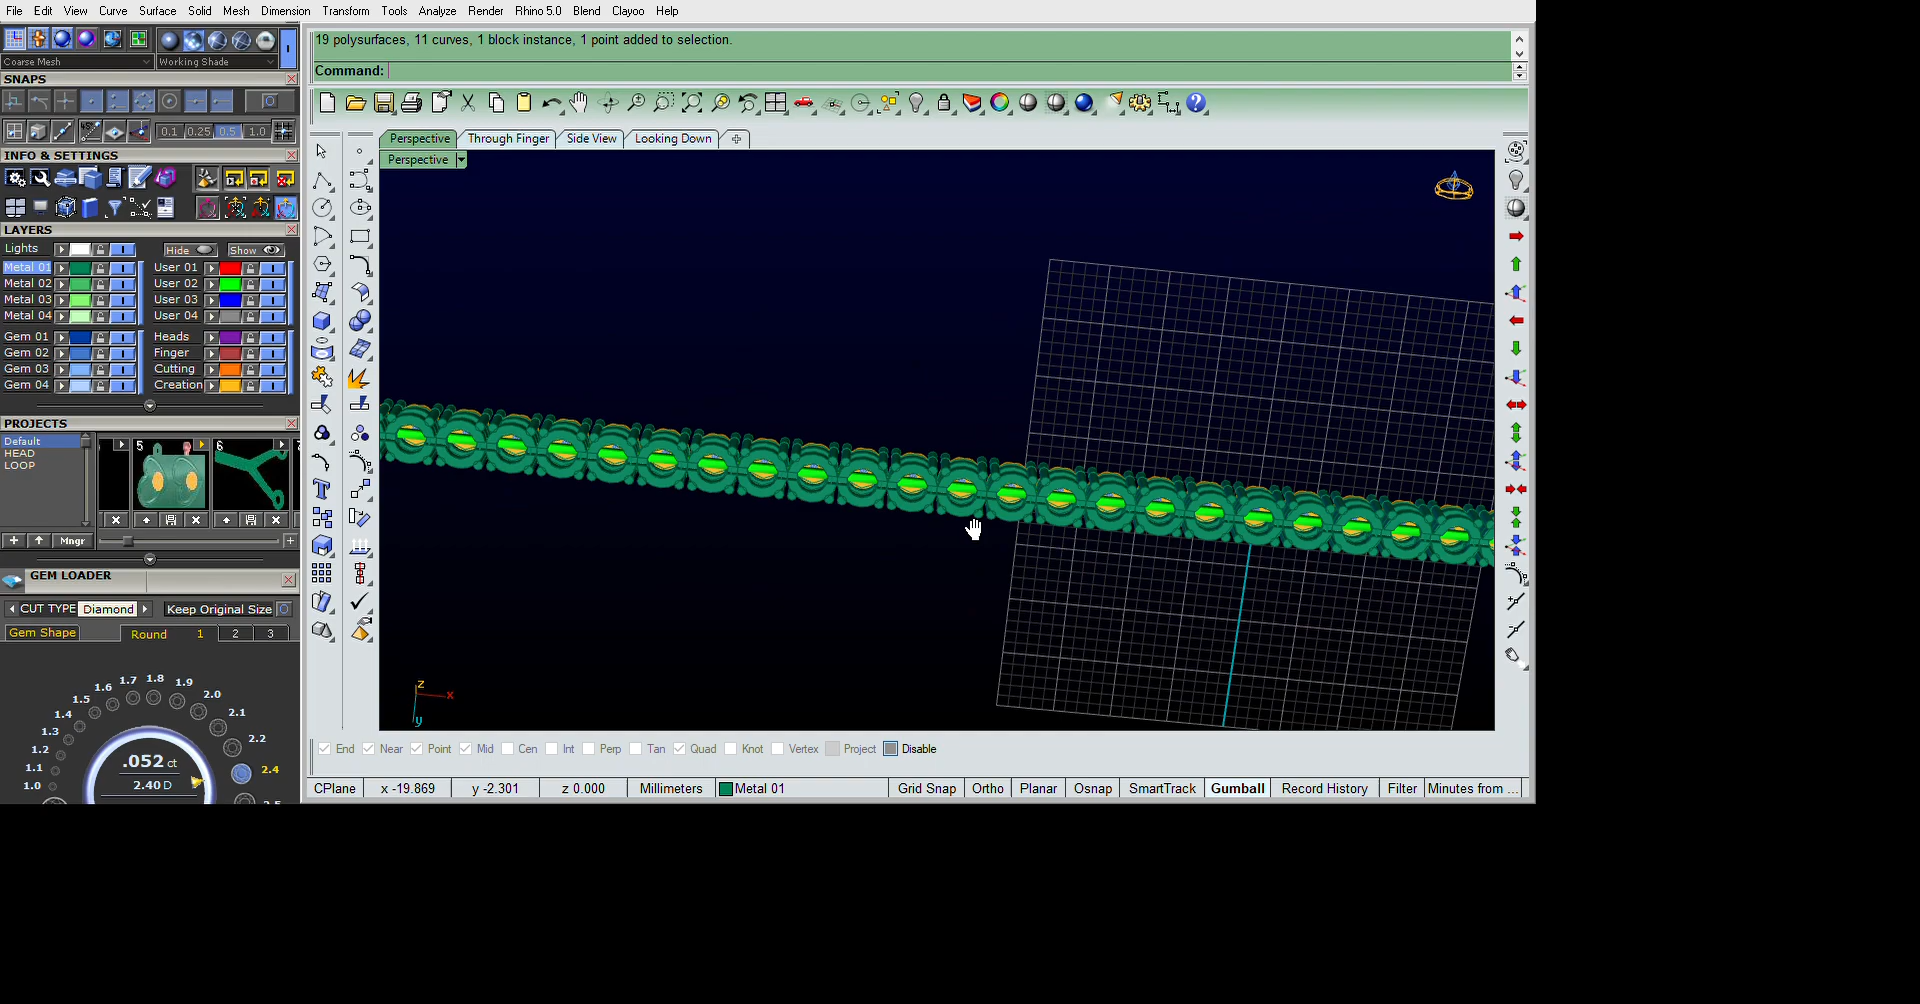 File Edit View Curve Surface Solid Mesh Dimension Transform Tools Analyze Render Rhino 5.0 Blend Clayoo Help
19 polysurfaces, 11 curves, 1 block instance, 1 point added to selection.
Command:
Coarse Mesh Working Shade
SNAPS
0.1 0.25 0.5 1.0
INFO & SETTINGS
LAYERS
Lights Hide Show
Metal 01 User 01
Metal 02 User 02
Metal 03 User 03
Metal 04 User 04
Gem 01 Heads
Gem 02 Finger
Gem 03 Cutting
Gem 04 Creation
PROJECTS
Default
HEAD
LOOP
5 6
Mngr
GEM LOADER
CUT TYPE Diamond Keep Original Size
Gem Shape Round 1 2 3
1.0
1.1
1.2
1.3
1.4
1.5
1.6
1.7
1.8
1.9
2.0
2.1
2.2
2.4
.052 ct
2.40 D
Perspective Through Finger Side View Looking Down
Perspective
z
x
y
End Near Point Mid Cen Int Perp Tan Quad Knot Vertex Project Disable
CPlane x -19.869 y -2.301 z 0.000 Millimeters Metal 01 Grid Snap Ortho Planar Osnap SmartTrack Gumball Record History Filter Minutes from ...